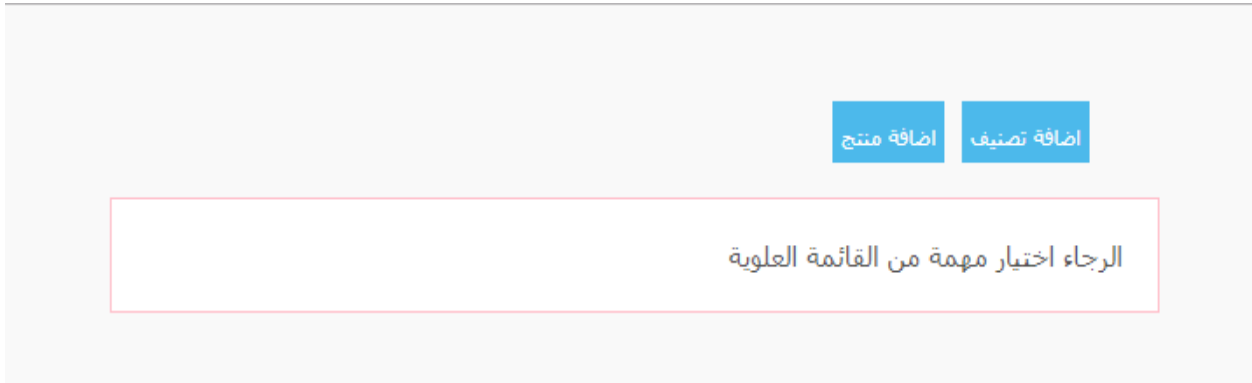 اضافة تصنيف
اضافة منتج
الرجاء اختيار مهمة من القائمة العلوية